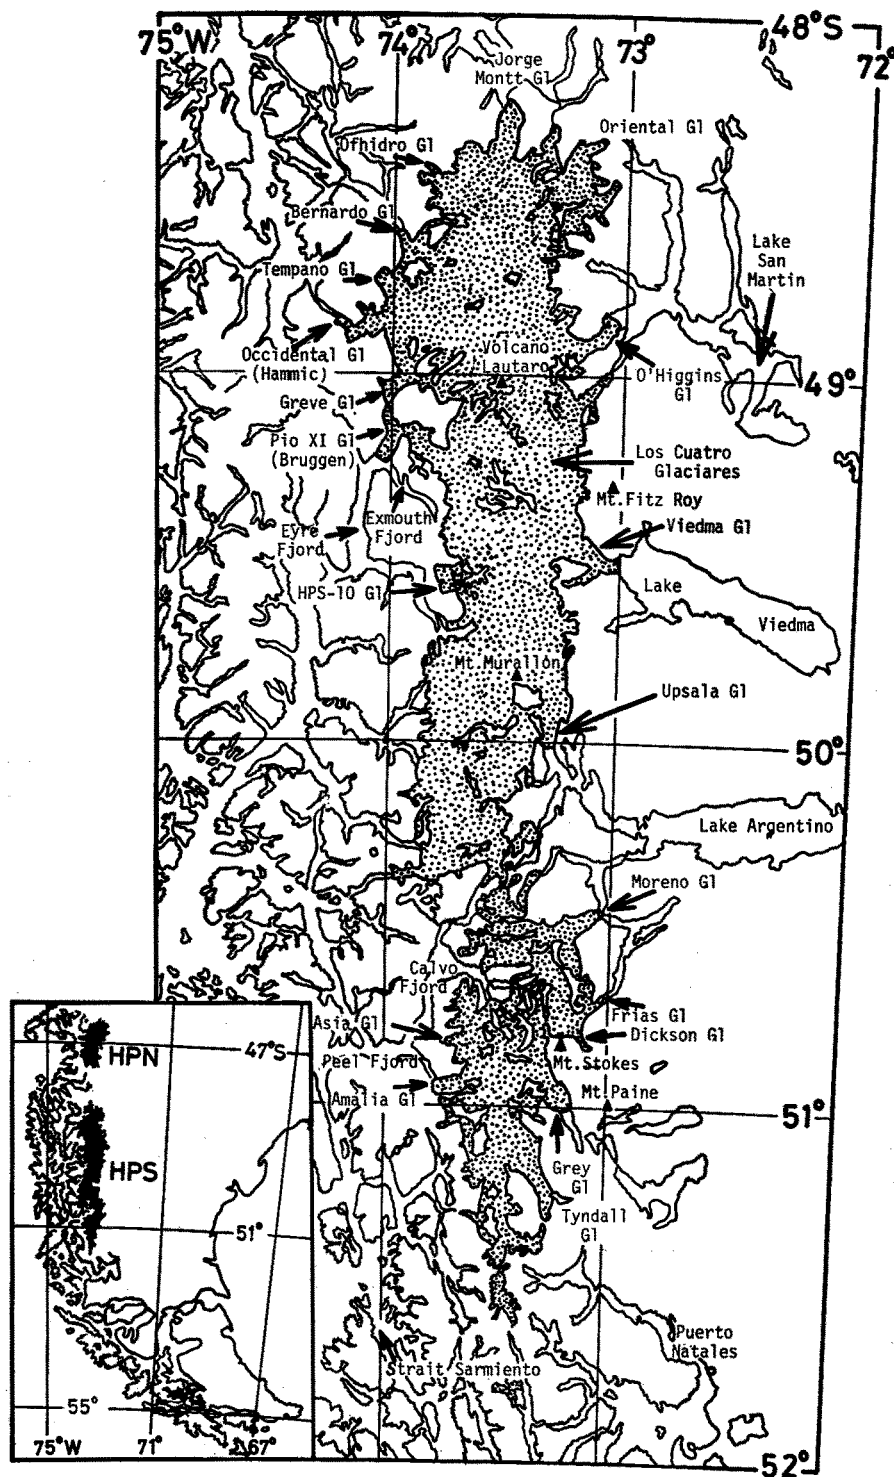 75°W
74°
73°
48°S
72°
Jorge
Montt Gl
Oriental Gl
Ofhidro Gl
Bernardo Gl
Lake
San
Martin
Tempano Gl
Occidental Gl
(Hammic)
Volcano
Lautaro
O'Higgins
Gl
49°
Greve Gl
Pio XI Gl
(Bruggen)
Los Cuatro
Glaciares
Mt.Fitz Roy
Viedma Gl
Exmouth
Fjord
Eyre
Fjord
HPS-10 Gl
Lake
Viedma
Mt.Murallón
Upsala Gl
50°
Lake Argentino
Moreno Gl
Calvo
Fjord
Frias Gl
Asia Gl
Dickson Gl
Peel Fjord
Mt.Stokes
Amalia Gl
Mt.Paine
51°
Grey
Gl
Tyndall
Gl
Puerto
Natales
Strait Sarmiento
52°
HPN
47°S
HPS
51°
55°
75°W
71°
67°